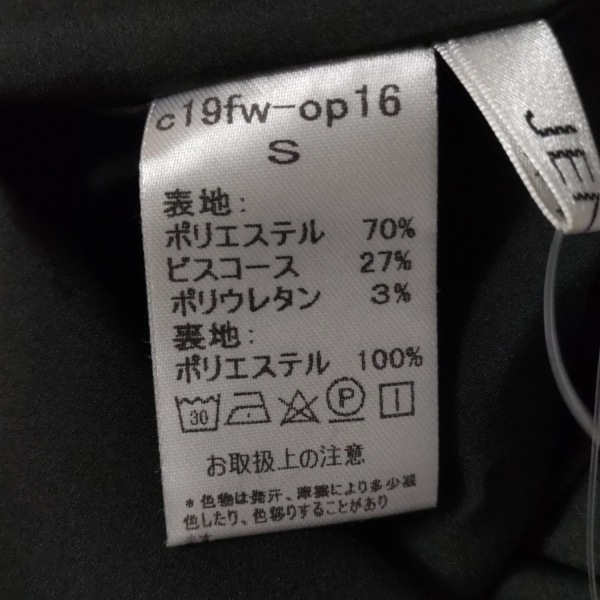 c19fw-op16
S
表地:
ポリエステル 70%
ビスコース 27%
ポリウレタン 3%
裏地:
ポリエステル 100%
30
P
お取扱上の注意
*色物は発汗、摩擦により多少減
色したり、色移りすることがあり
JE